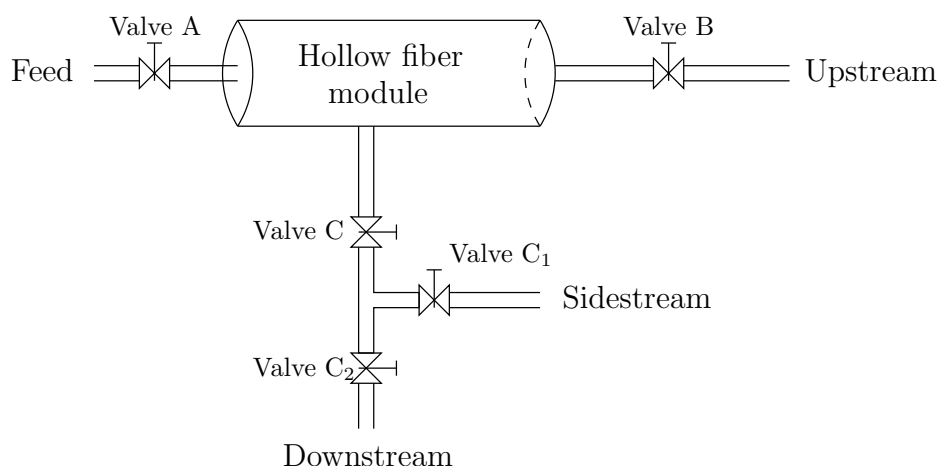 Valve A
Valve B
Feed
Hollow fiber
module
Upstream
Valve C
Valve C₁
Sidestream
Valve C₂
Downstream